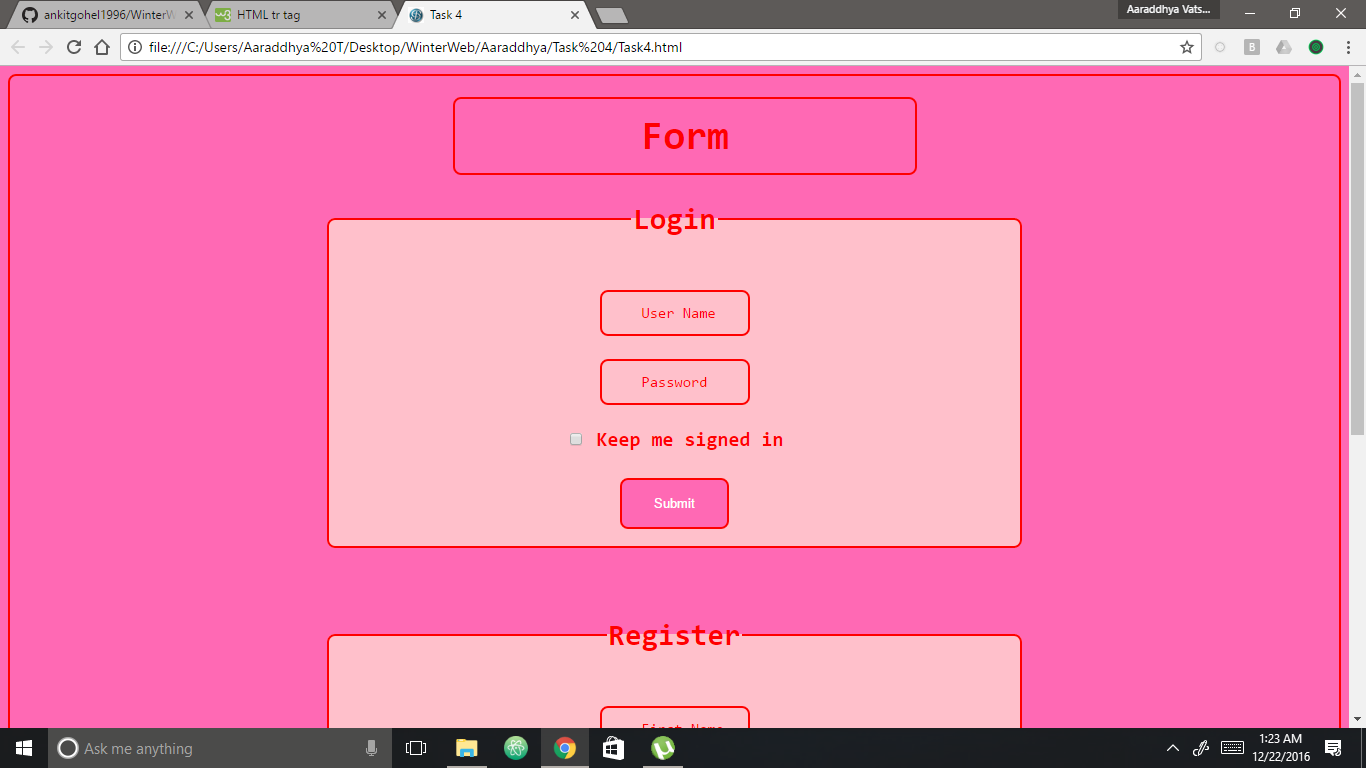 Aaraddhya Vats...
ankitgohel1996/WinterW
HTML tr tag
Task 4
file:///C:/Users/Aaraddhya%20T/Desktop/WinterWeb/Aaraddhya/Task%204/Task4.html
Form
Login
User Name
Password
Keep me signed in
Submit
Register
First Name
Ask me anything
1:23 AM
12/22/2016